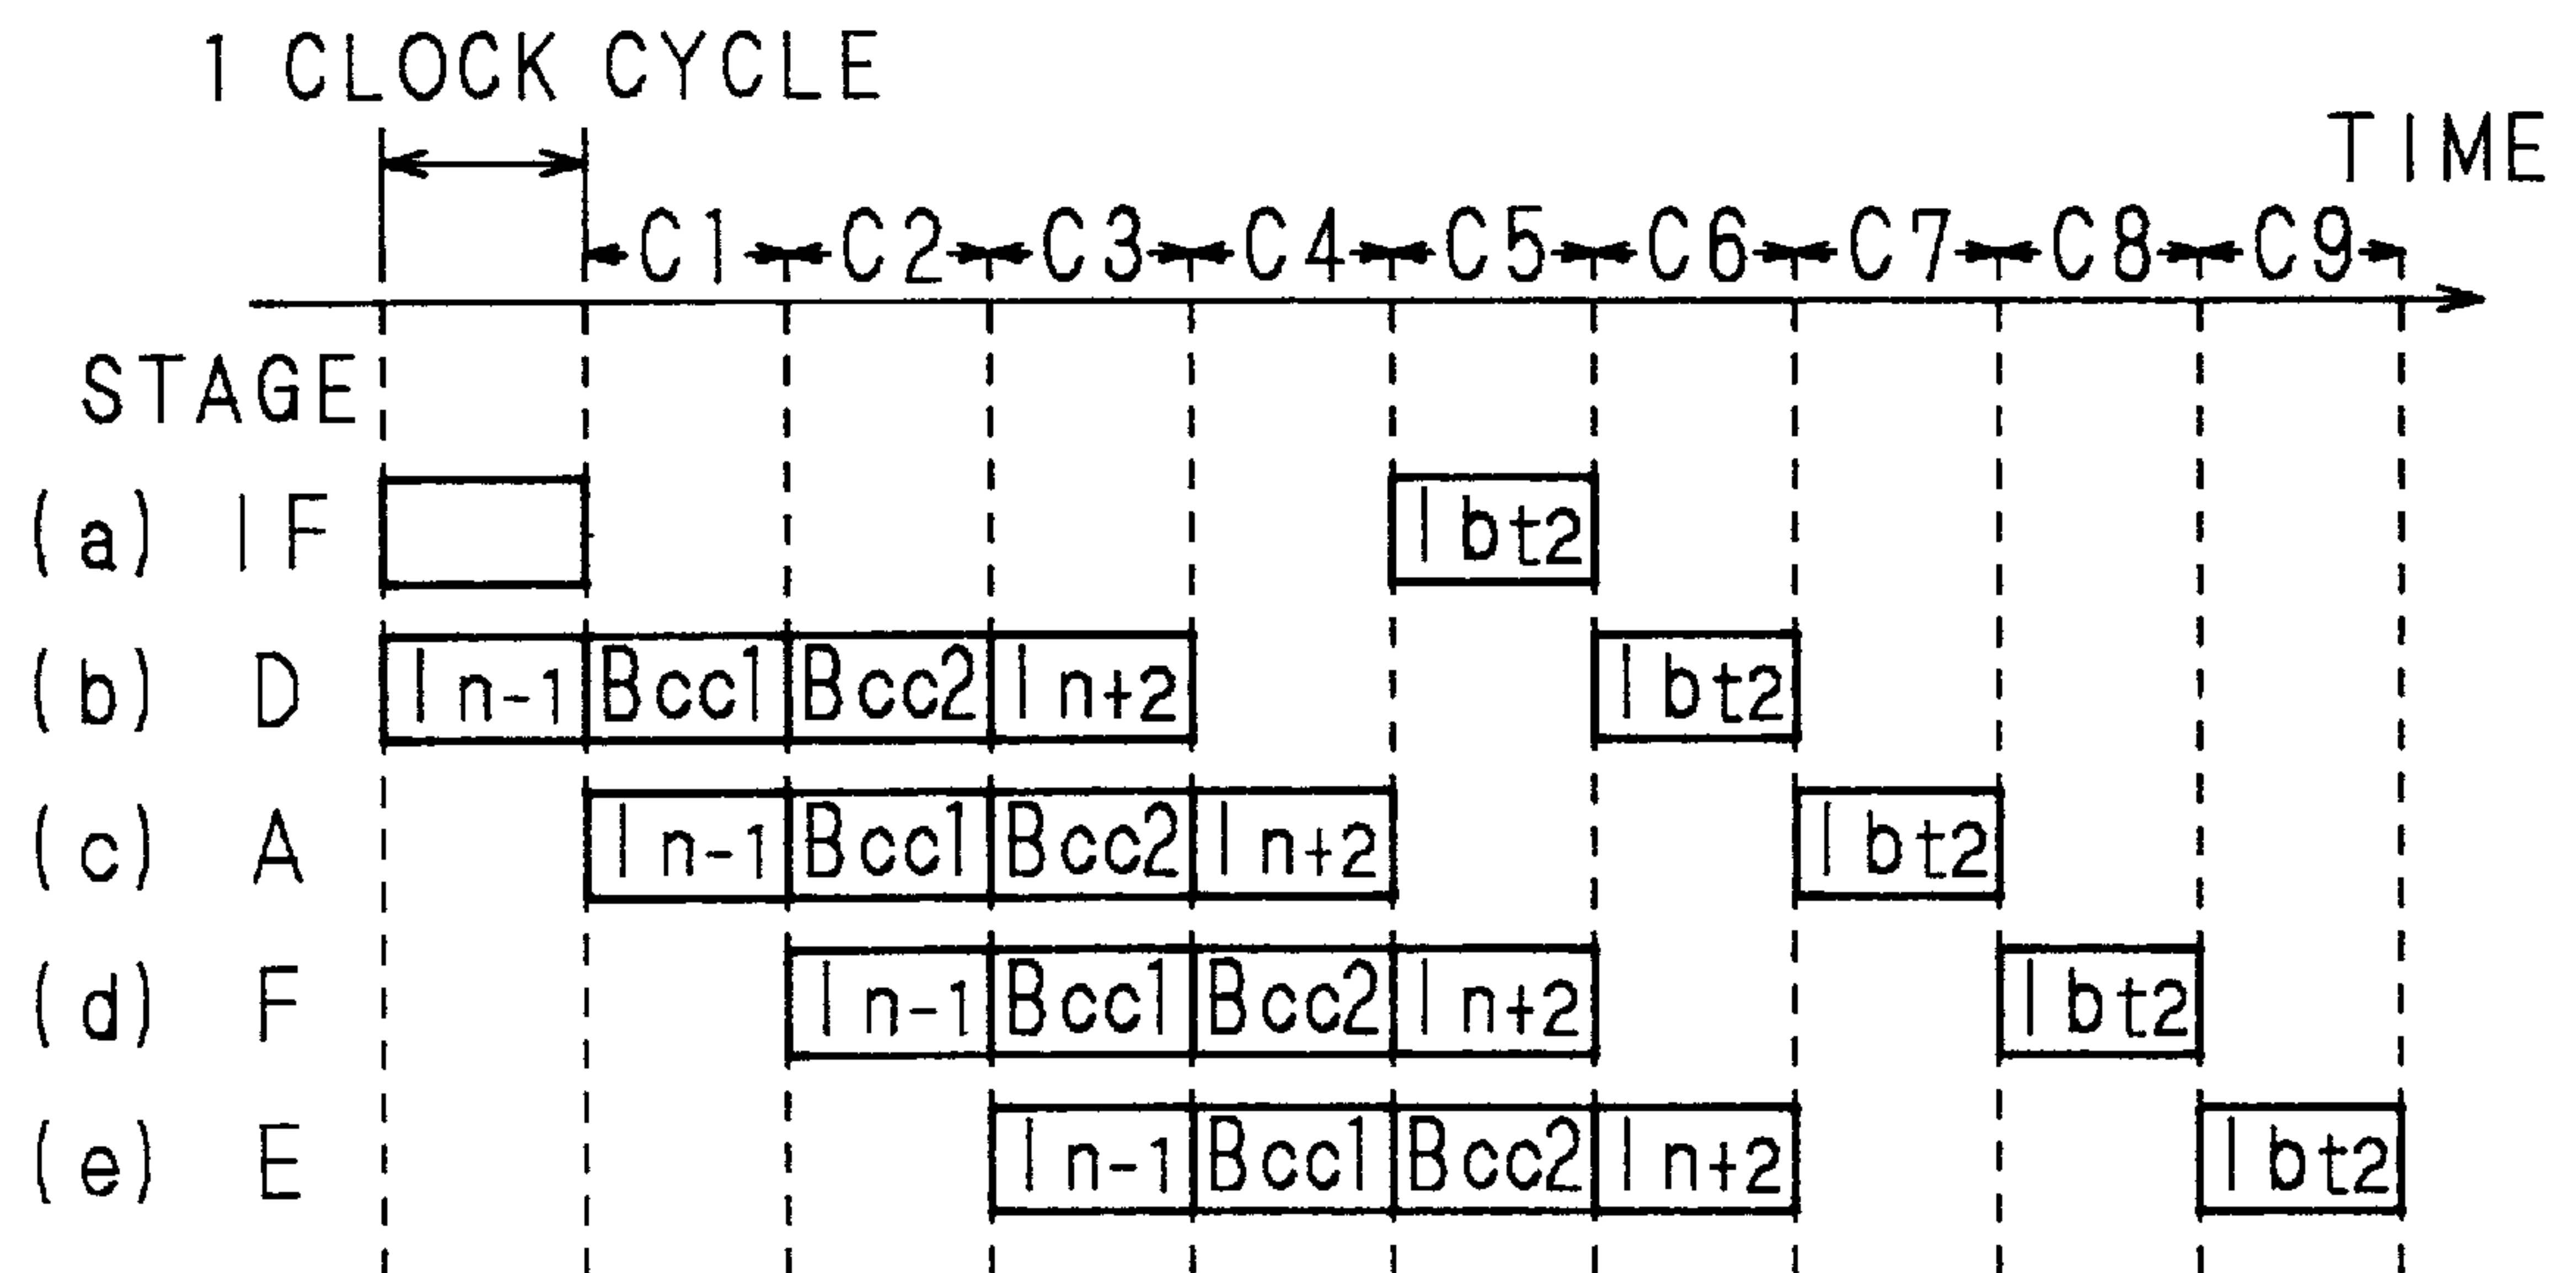 1 CLOCK CYCLE
TIME
C1 C2 C3 C4 C5 C6 C7 C8 C9
STAGE
(a) IF Ibt2
(b) D In-1 Bcc1 Bcc2 In+2 Ibt2
(c) A In-1 Bcc1 Bcc2 In+2 Ibt2
(d) F In-1 Bcc1 Bcc2 In+2 Ibt2
(e) E In-1 Bcc1 Bcc2 In+2 Ibt2